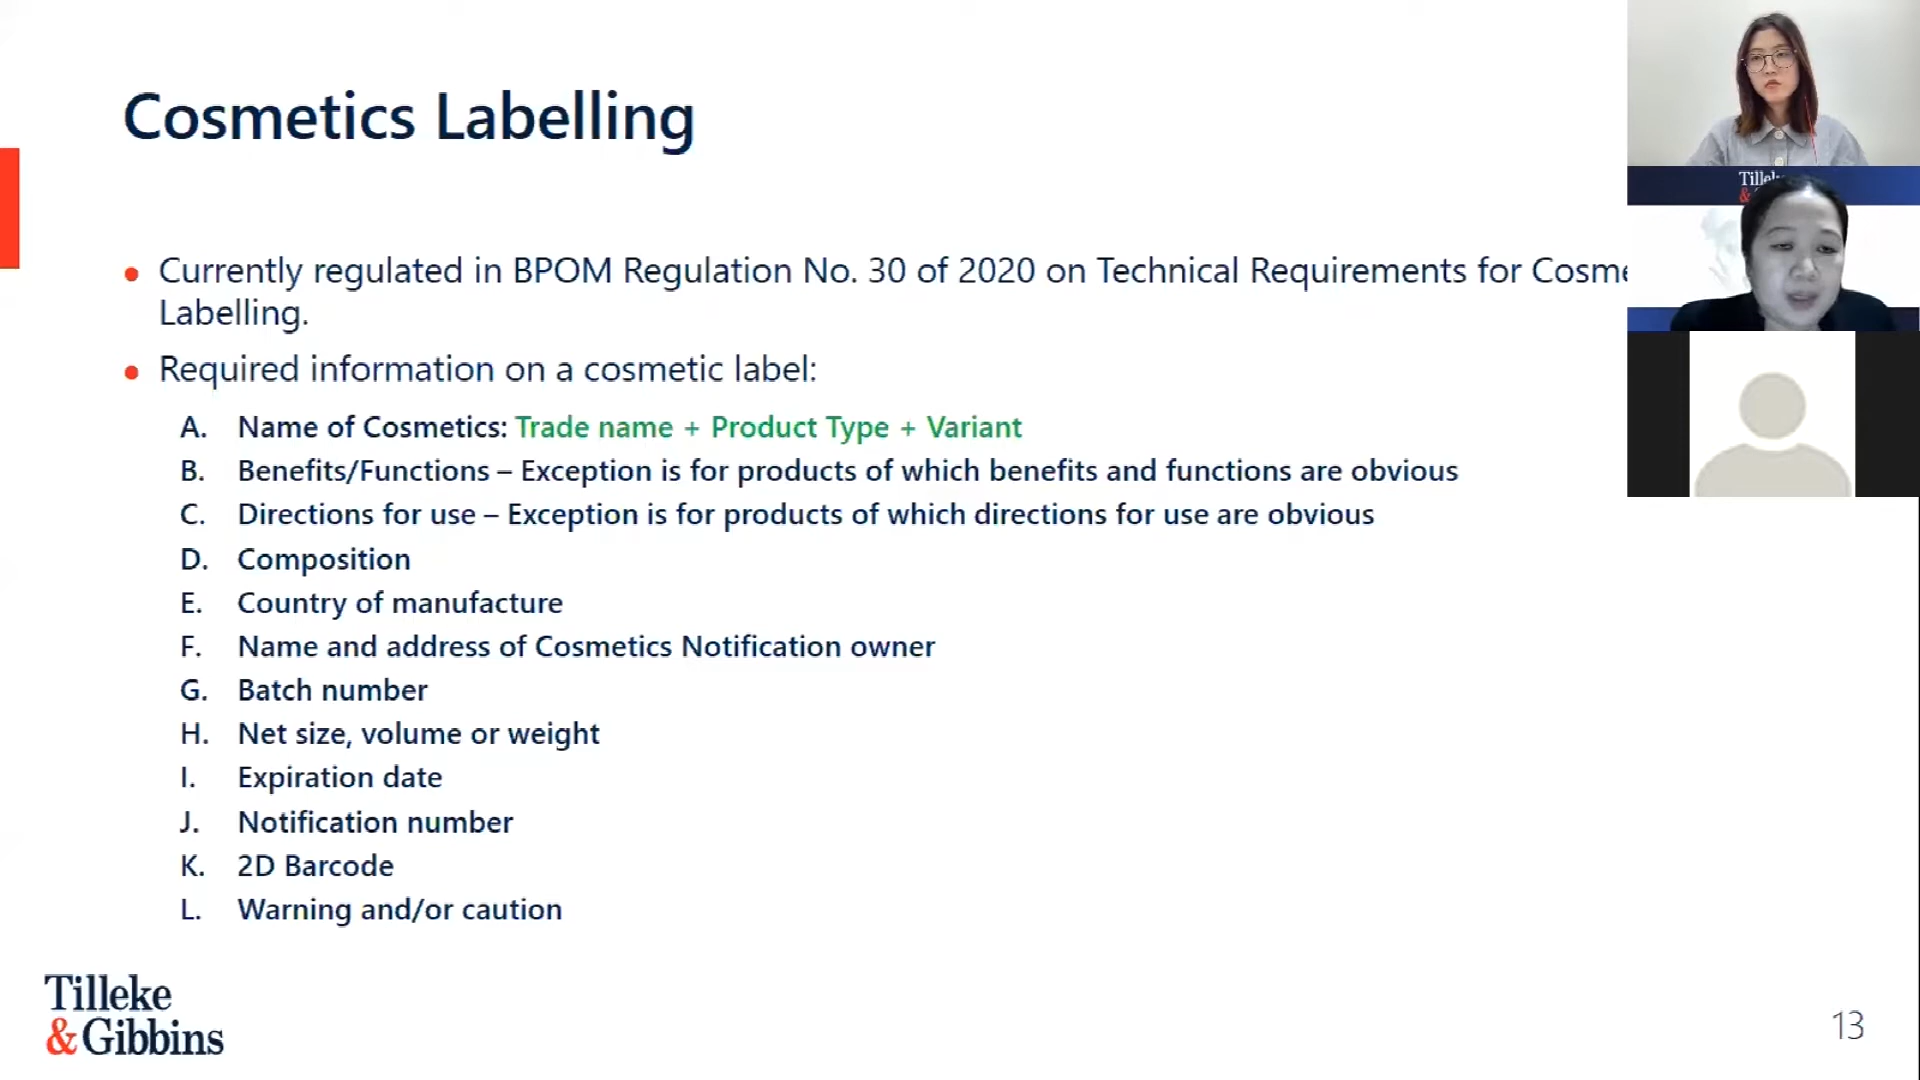 Cosmetics Labelling
• Currently regulated in BPOM Regulation No. 30 of 2020 on Technical Requirements for
Labelling.
• Required information on a cosmetic label:
A. Name of Cosmetics: Trade name + Product Type + Variant
B. Benefits/Functions – Exception is for products of which benefits and functions are obvious
C. Directions for use – Exception is for products of which directions for use are obvious
D. Composition
E. Country of manufacture
F. Name and address of Cosmetics Notification owner
G. Batch number
H. Net size, volume or weight
I. Expiration date
J. Notification number
K. 2D Barcode
L. Warning and/or caution
Tilleke
& Gibbins
13